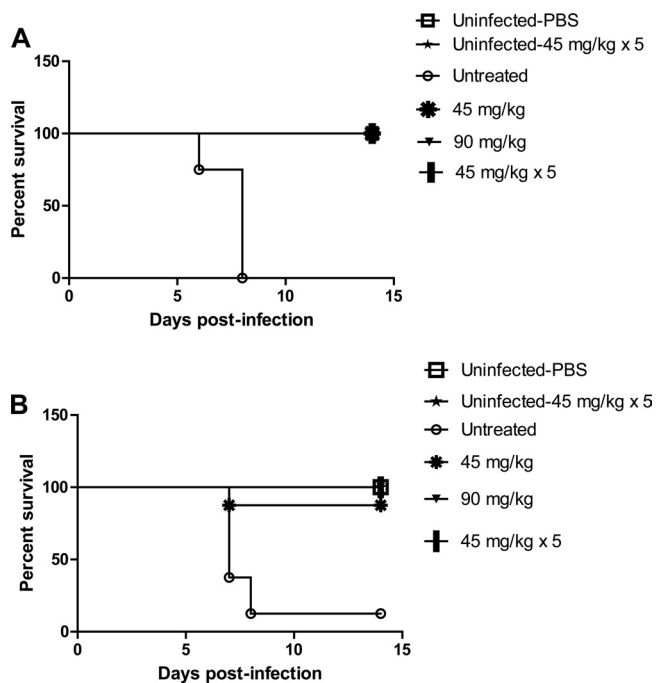 A
Uninfected-PBS
Uninfected-45 mg/kg x 5
Untreated
45 mg/kg
90 mg/kg
45 mg/kg x 5
Percent survival
150
100
50
0
0 5 10 15
Days post-infection
B
Uninfected-PBS
Uninfected-45 mg/kg x 5
Untreated
45 mg/kg
90 mg/kg
45 mg/kg x 5
Percent survival
150
100
50
0
0 5 10 15
Days post-infection